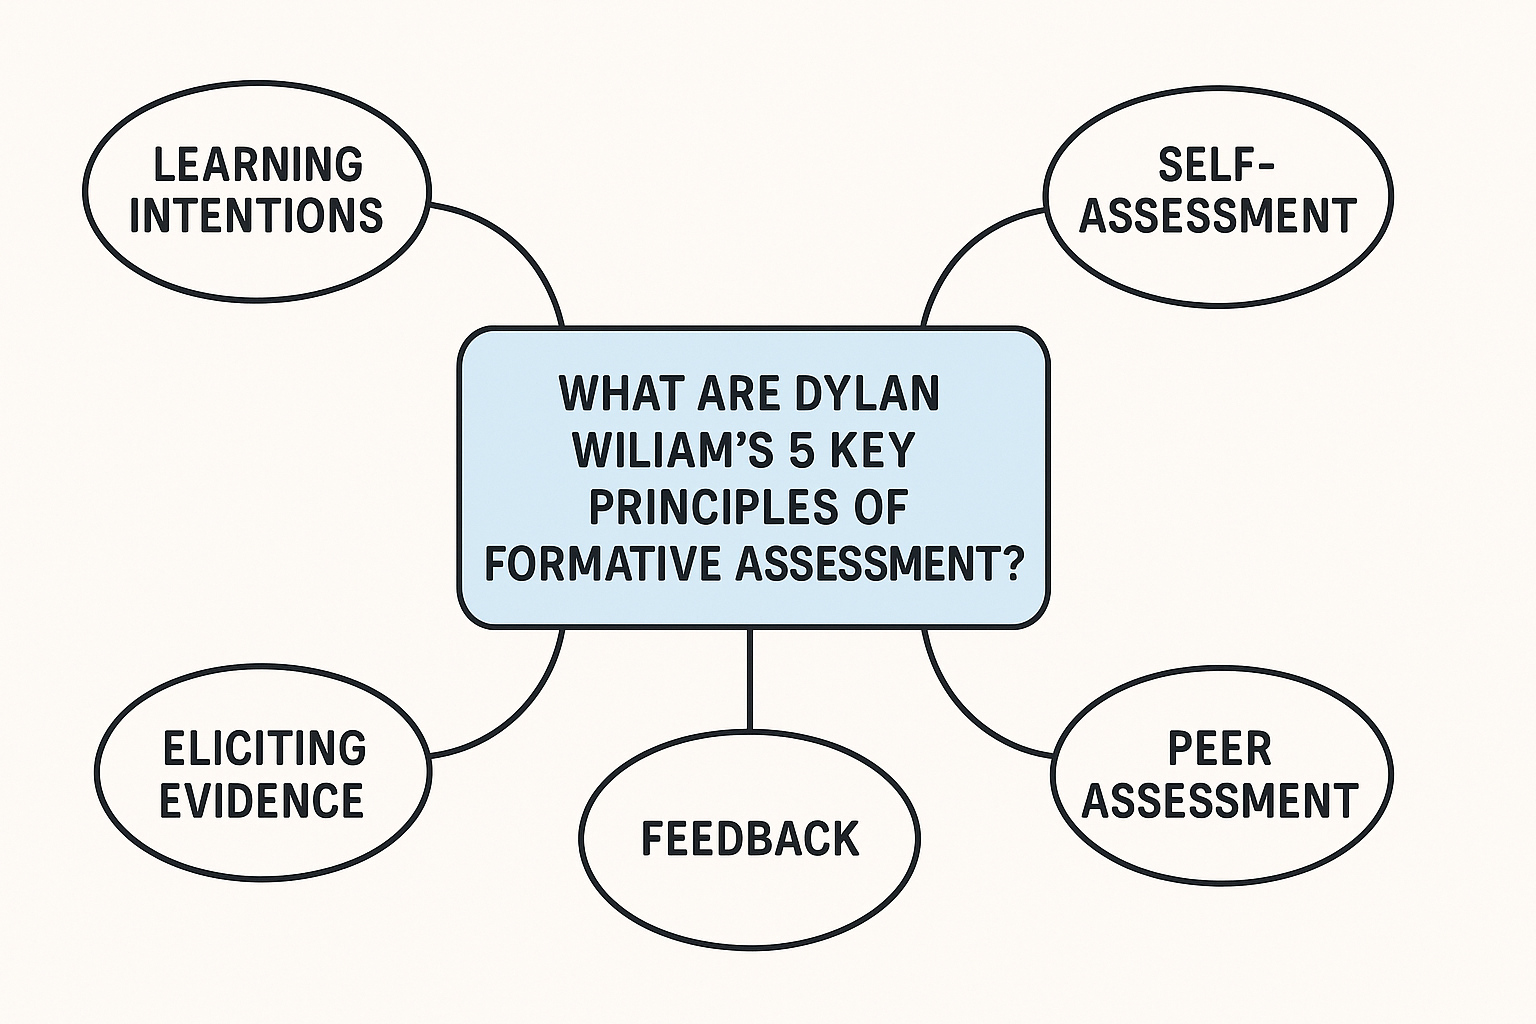 LEARNING
INTENTIONS
SELF-
ASSESSMENT
WHAT ARE DYLAN
WILIAM’S 5 KEY
PRINCIPLES OF
FORMATIVE ASSESSMENT?
ELICITING
EVIDENCE
FEEDBACK
PEER
ASSESSMENT